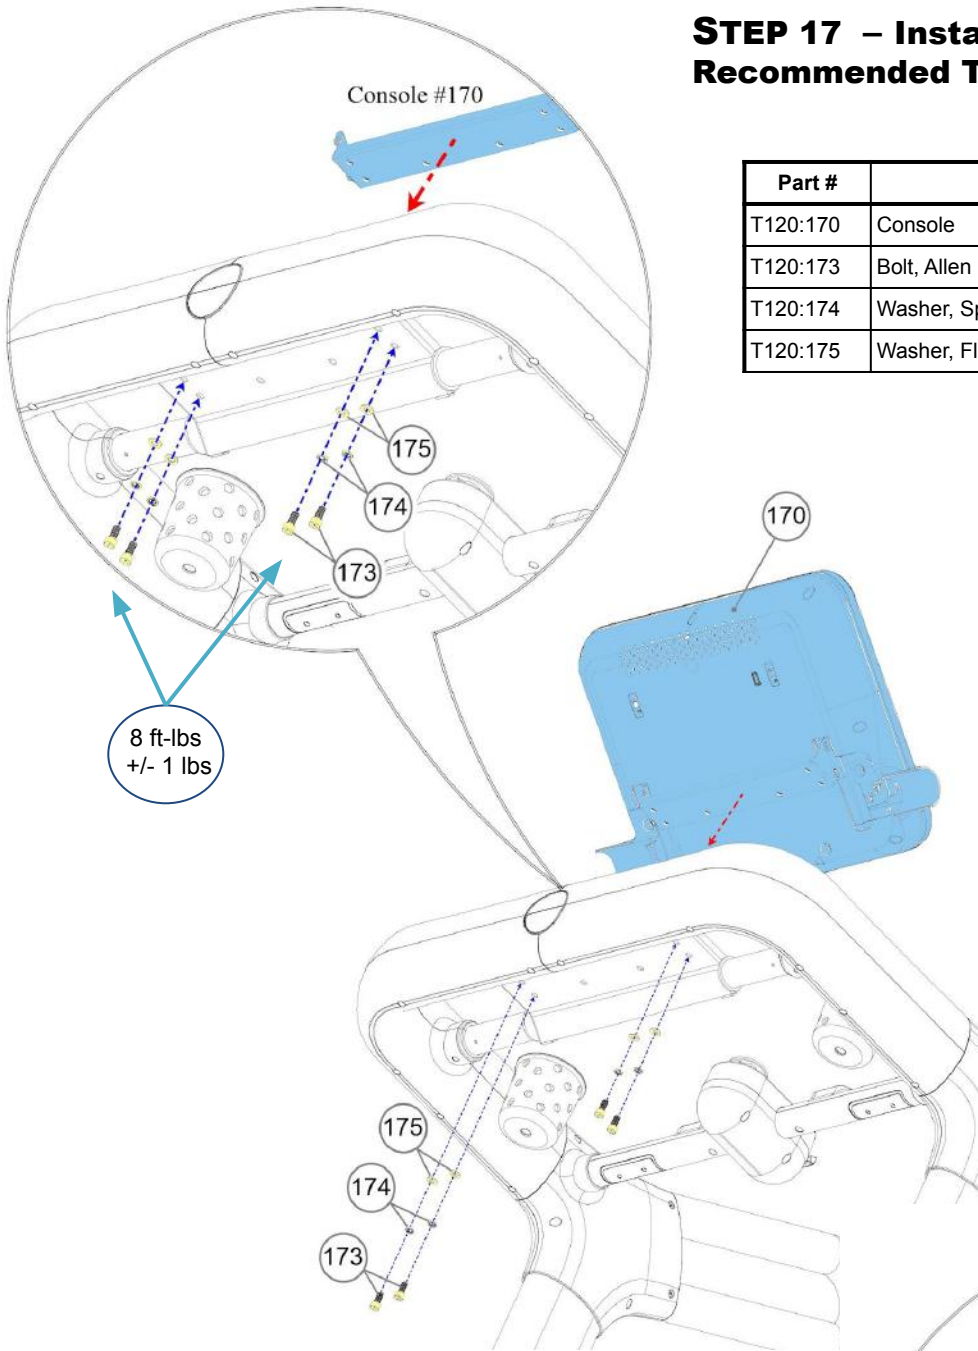 STEP 17 – Insta
Recommended T
Console #170
Part #
T120:170 Console
T120:173 Bolt, Allen
T120:174 Washer, Sp
T120:175 Washer, Fl
175
174
173
170
8 ft-lbs
+/- 1 lbs
175
174
173